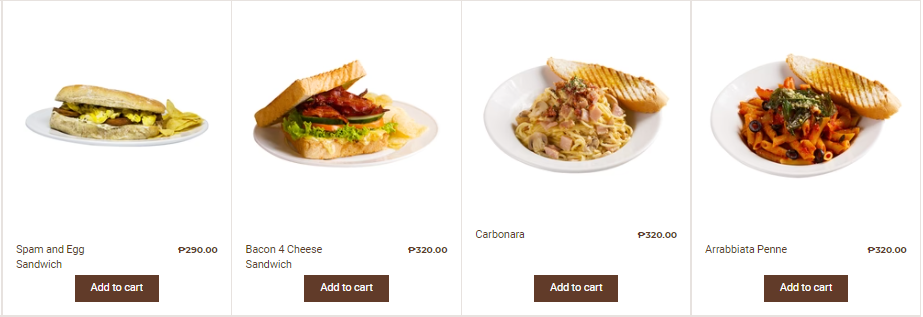 Spam and Egg
Sandwich
₱290.00
Add to cart
Bacon 4 Cheese
Sandwich
₱320.00
Add to cart
Carbonara
₱320.00
Add to cart
Arrabbiata Penne
₱320.00
Add to cart